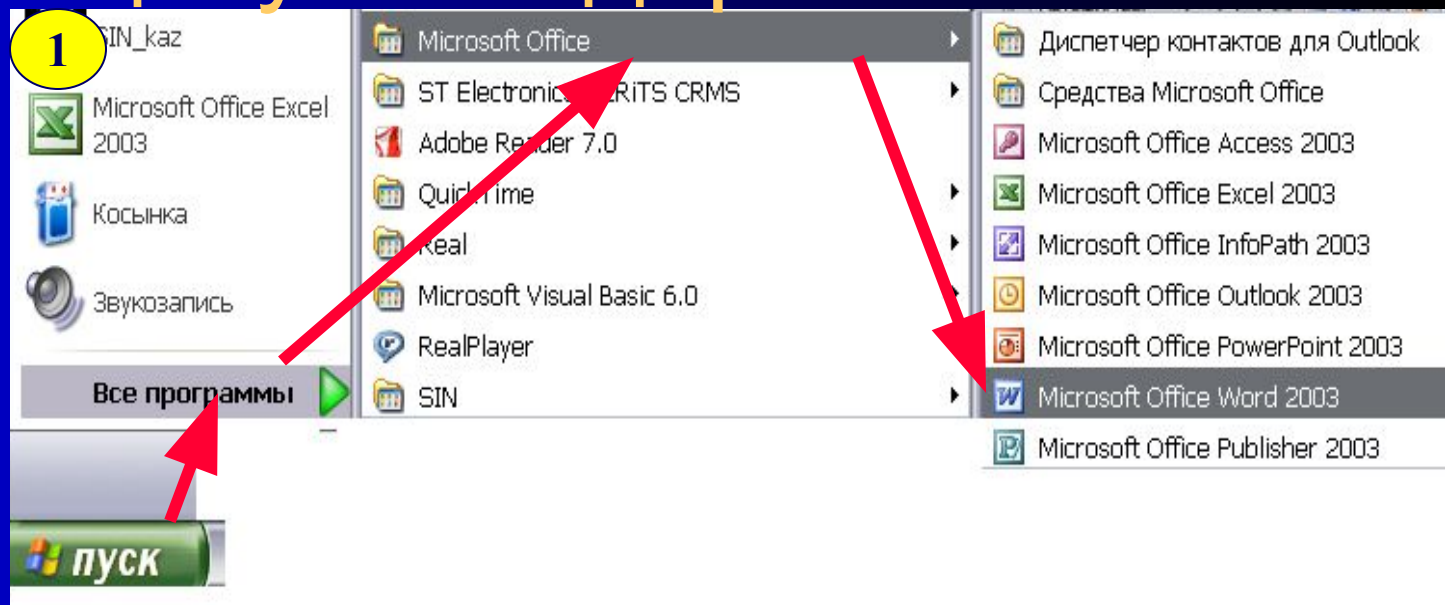 1
SIN_kaz
Microsoft Office Excel
2003
Косынка
Звукозапись
Все программы
пуск
Microsoft Office
ST Electronics CRMS
Adobe Reader 7.0
QuickTime
Real
Microsoft Visual Basic 6.0
RealPlayer
SIN
Диспетчер контактов для Outlook
Средства Microsoft Office
Microsoft Office Access 2003
Microsoft Office Excel 2003
Microsoft Office InfoPath 2003
Microsoft Office Outlook 2003
Microsoft Office PowerPoint 2003
Microsoft Office Word 2003
Microsoft Office Publisher 2003